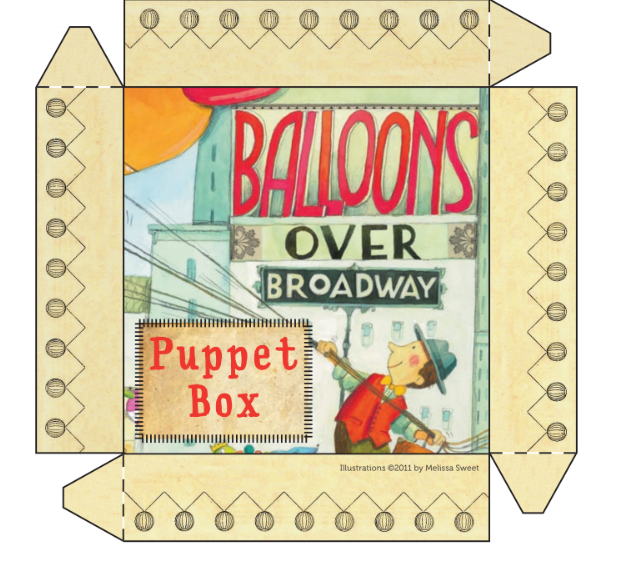 BALLOONS
OVER
BROADWAY
Puppet
Box
Illustrations ©2011 by Melissa Sweet